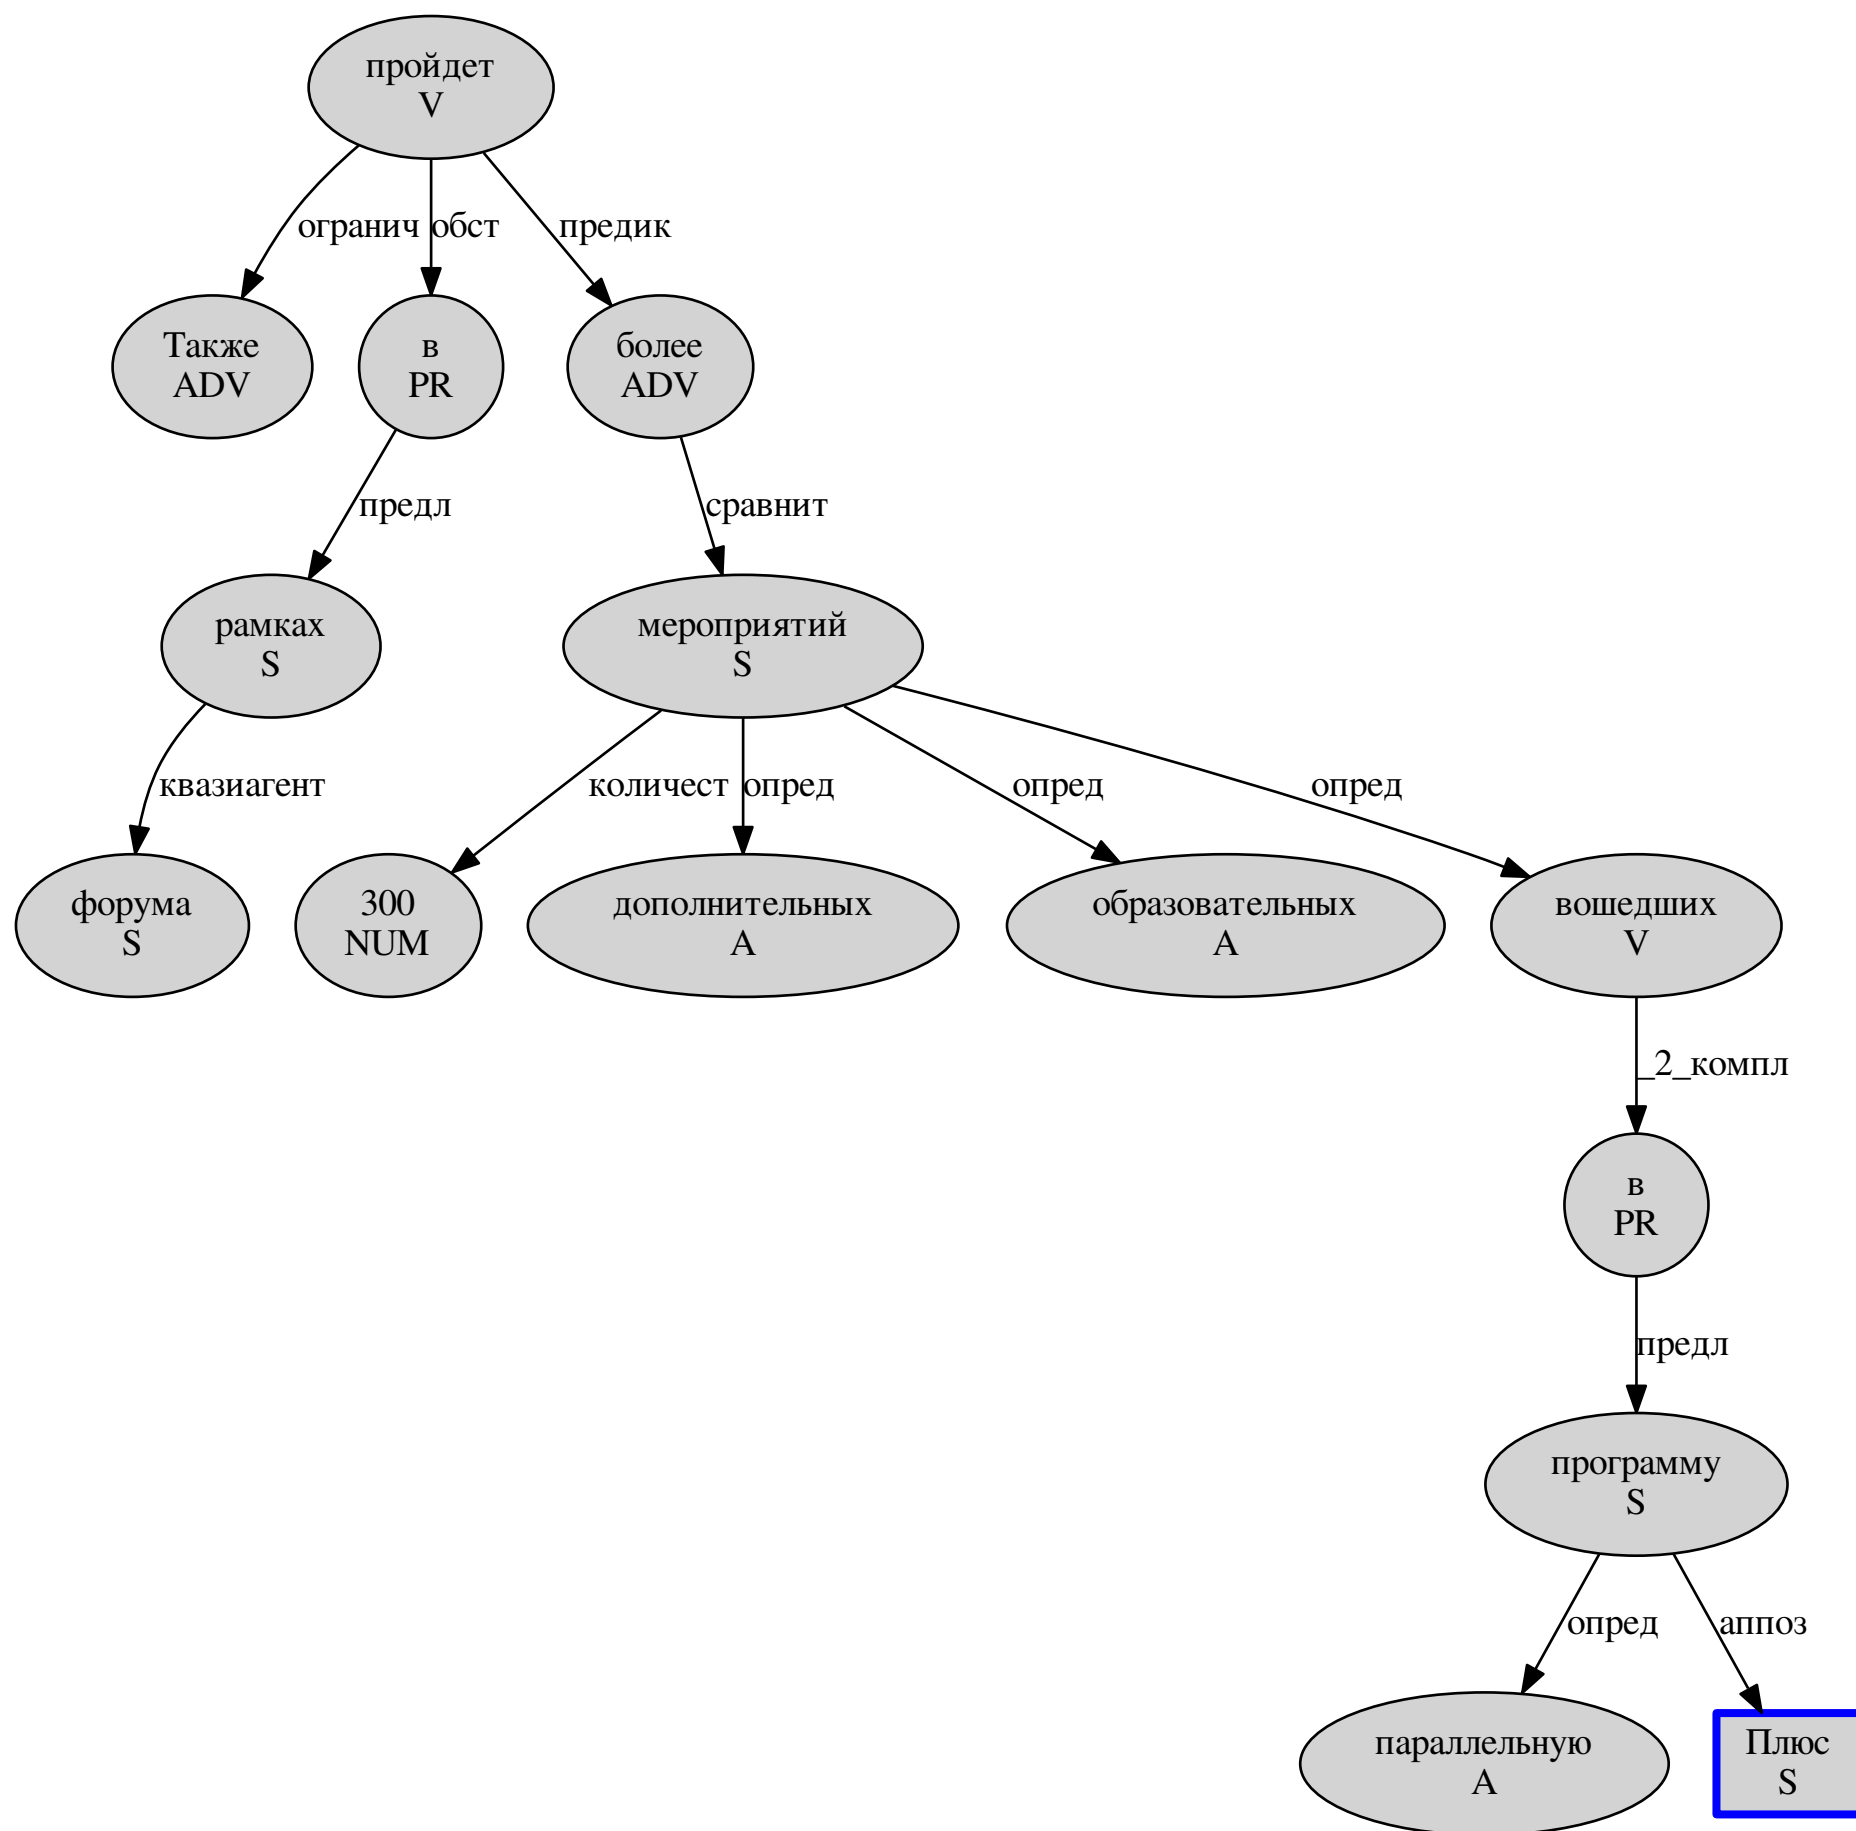 пройдет
V
огранич
обст
предик
Также
ADV
в
PR
более
ADV
предл
сравнит
рамках
S
мероприятий
S
квазиагент
количест
опред
опред
опред
форума
S
300
NUM
дополнительных
A
образовательных
A
вошедших
V
_2_компл
в
PR
предл
программу
S
опред
аппоз
параллельную
A
Плюс
S